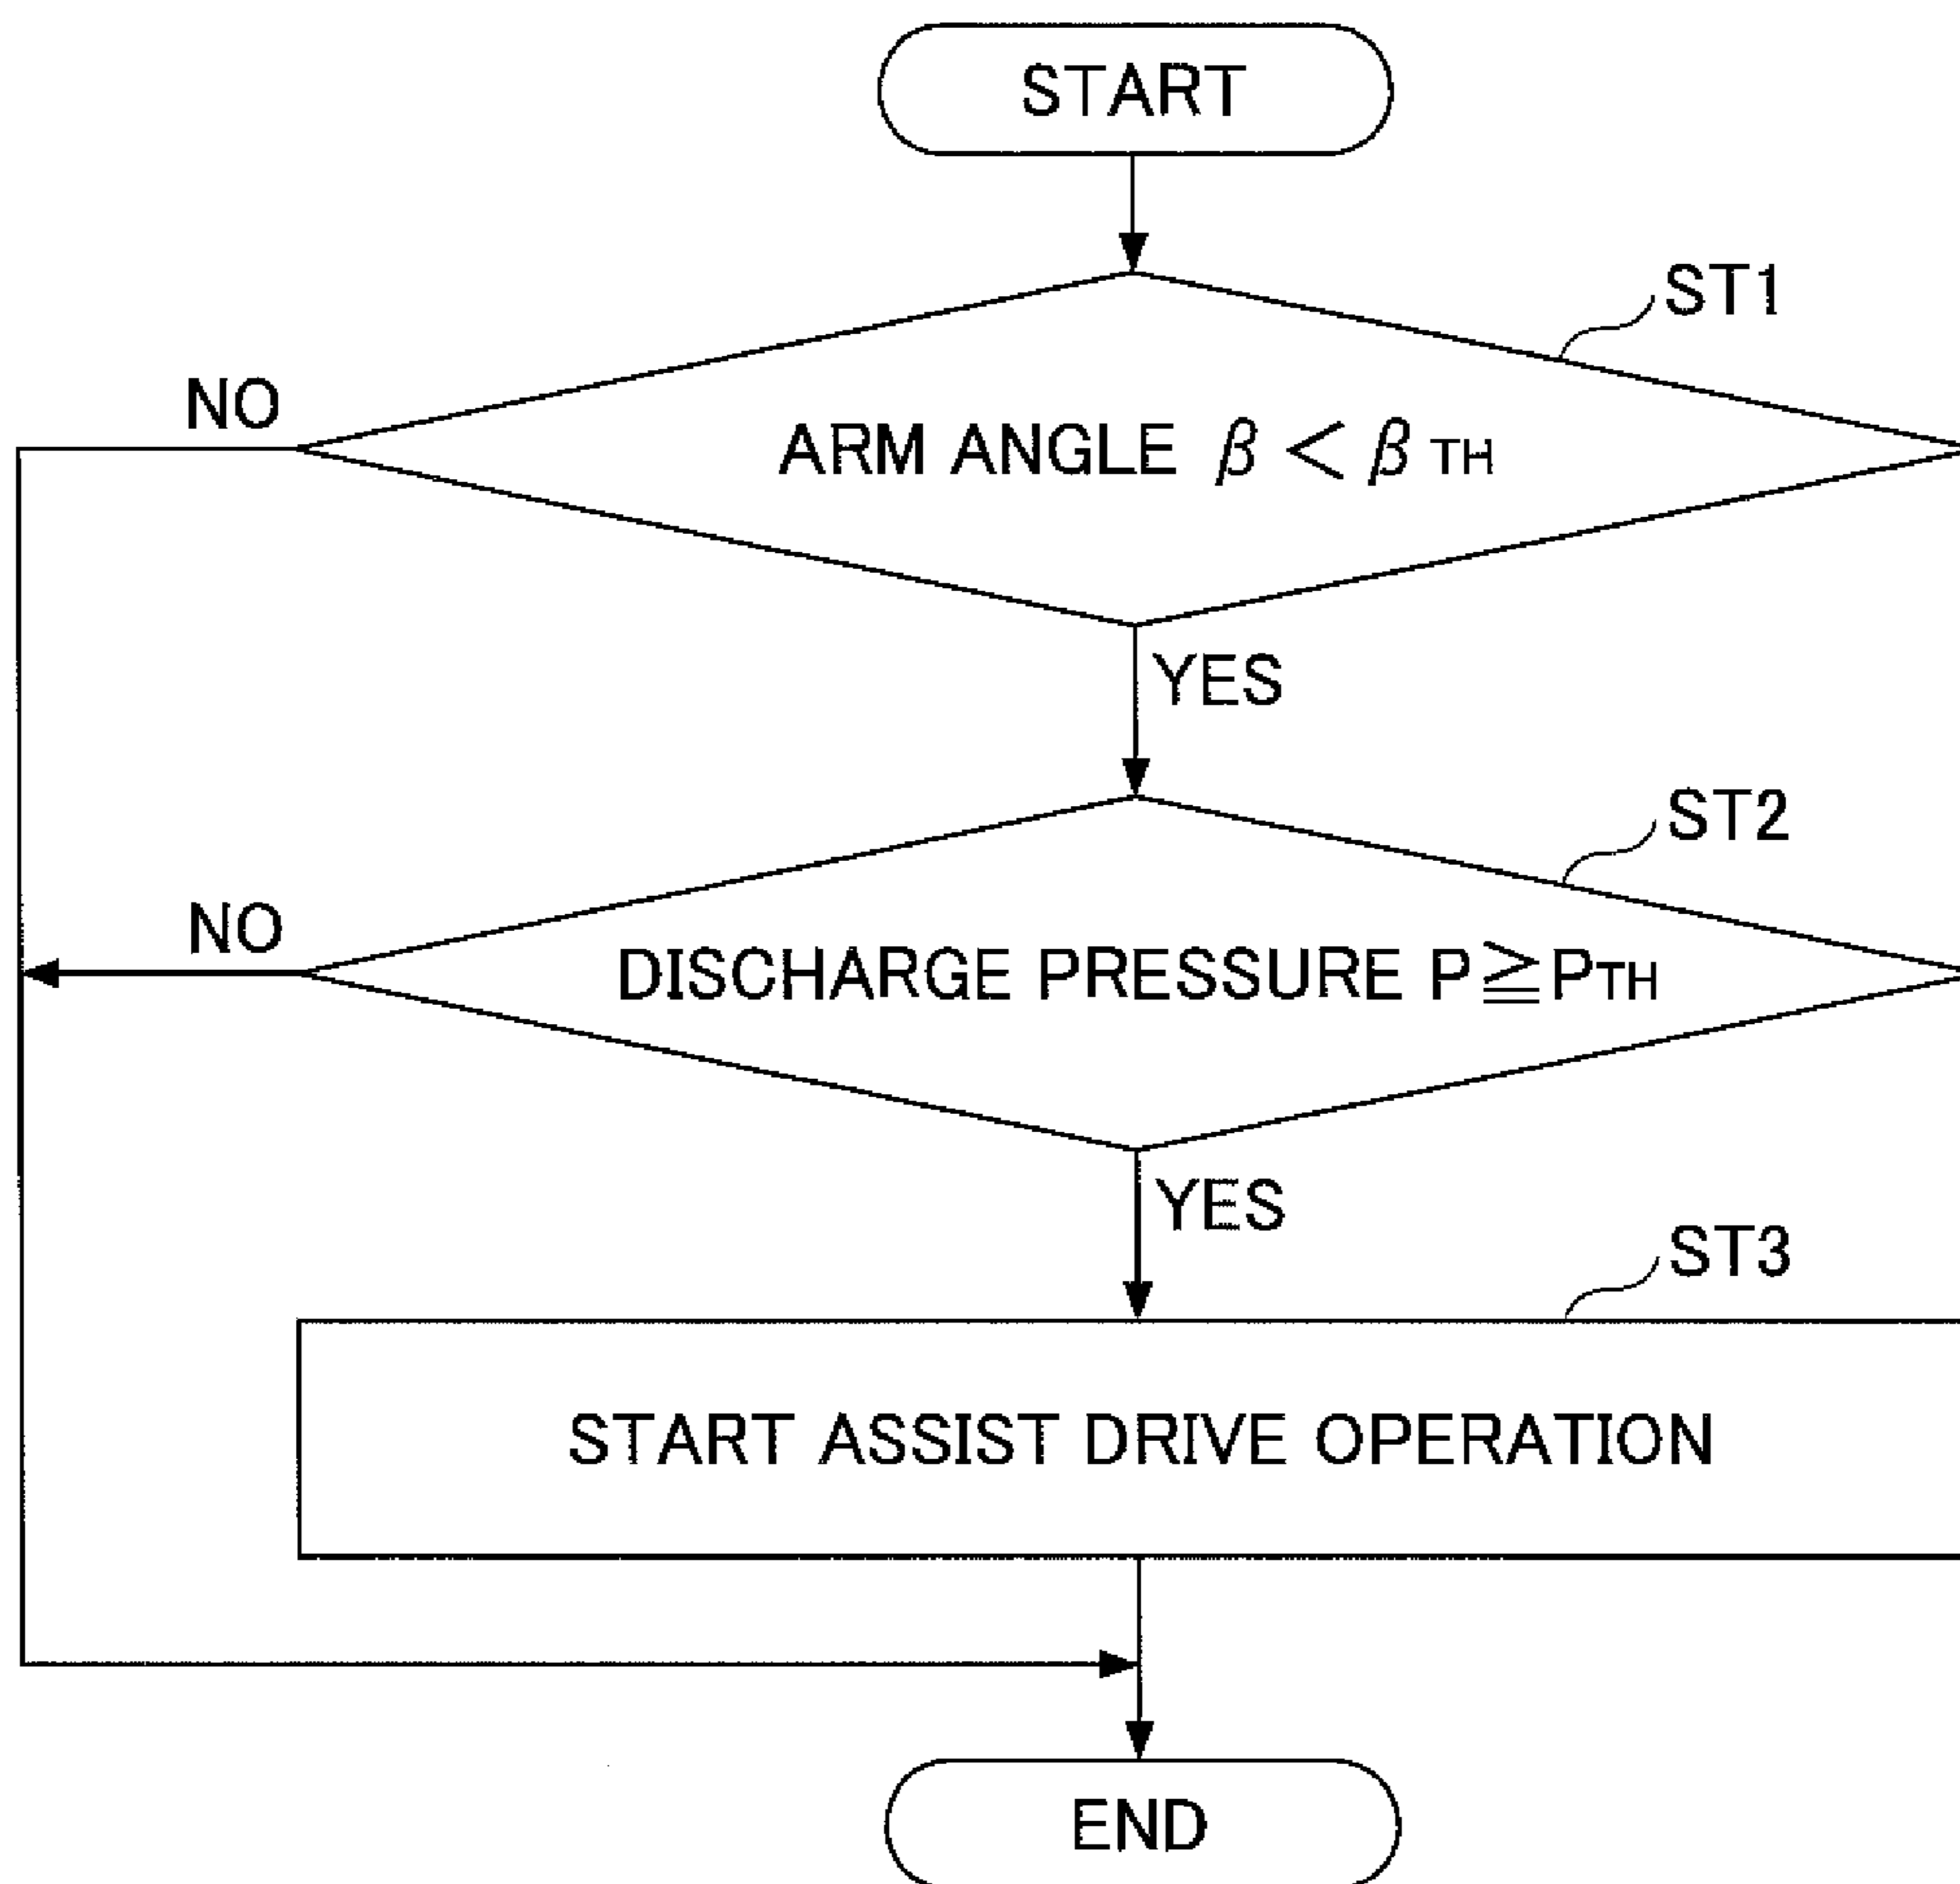 START
ST1
NO
ARM ANGLE β < β TH
YES
ST2
NO
DISCHARGE PRESSURE P≧PTH
YES
ST3
START ASSIST DRIVE OPERATION
END